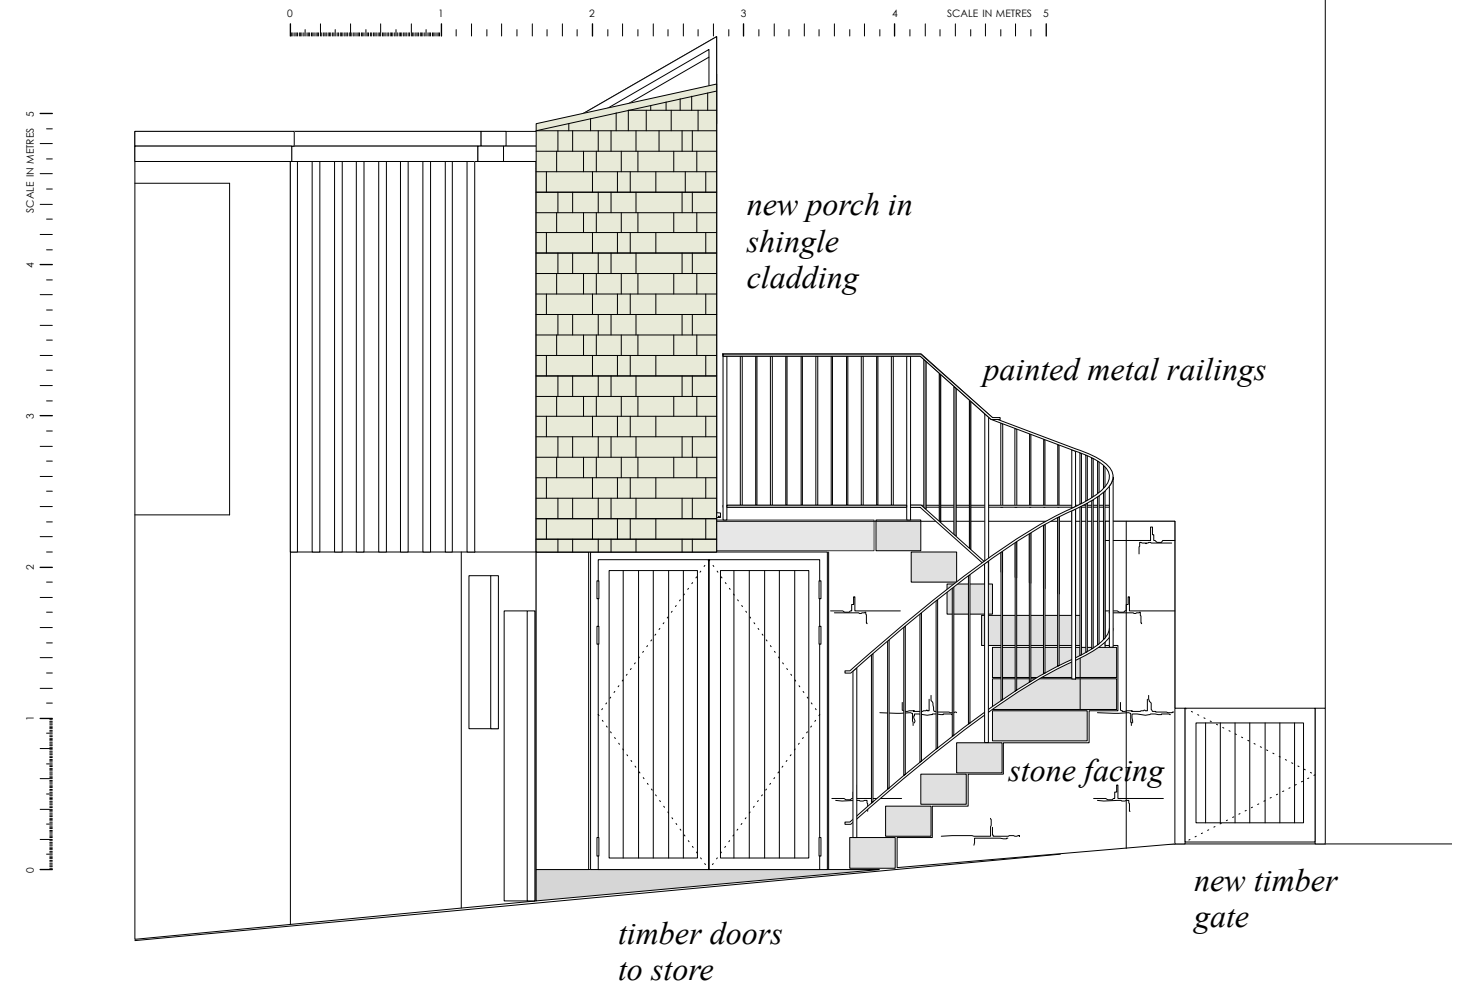 0 1 2 3 4 SCALE IN METRES 5
SCALE IN METRES 5
4
3
2
1
0
new porch in
shingle
cladding
painted metal railings
stone facing
new timber
gate
timber doors
to store